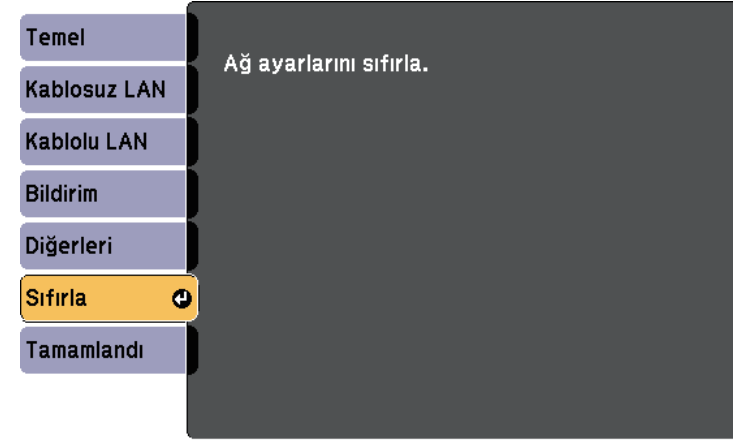 Temel
Kablosuz LAN
Kablolu LAN
Bildirim
Diğerleri
Sıfırla
Tamamlandı
Ağ ayarlarını sıfırla.